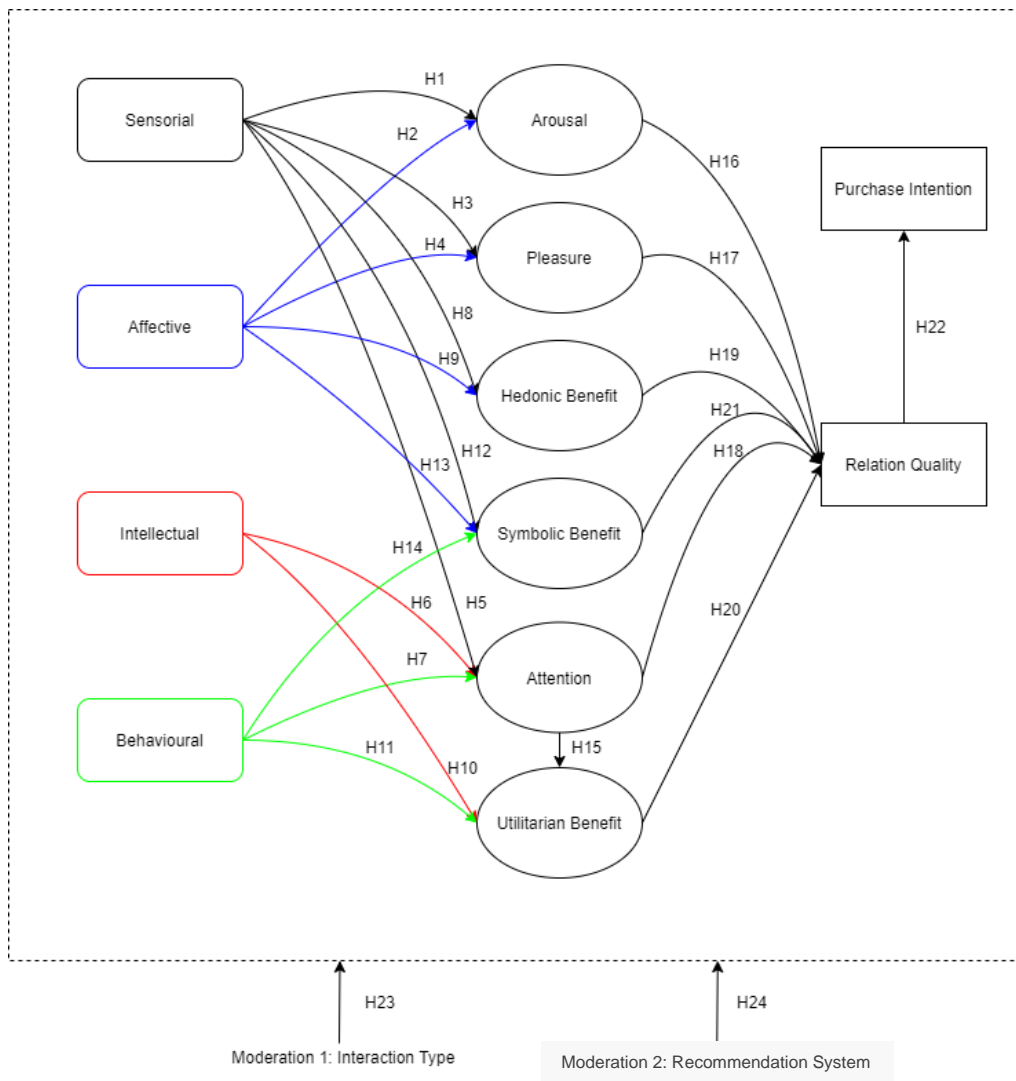 H1
Sensorial
Arousal
H2
H16
Purchase Intention
H3
H4
Pleasure
H17
H8
Affective
H22
H9
H19
Hedonic Benefit
H21
H12
H18
H13
Relation Quality
Intellectual
Symbolic Benefit
H14
H6
H5
H20
H7
Attention
Behavioural
H11
H15
H10
Utilitarian Benefit
H23
H24
Moderation 1: Interaction Type
Moderation 2: Recommendation System